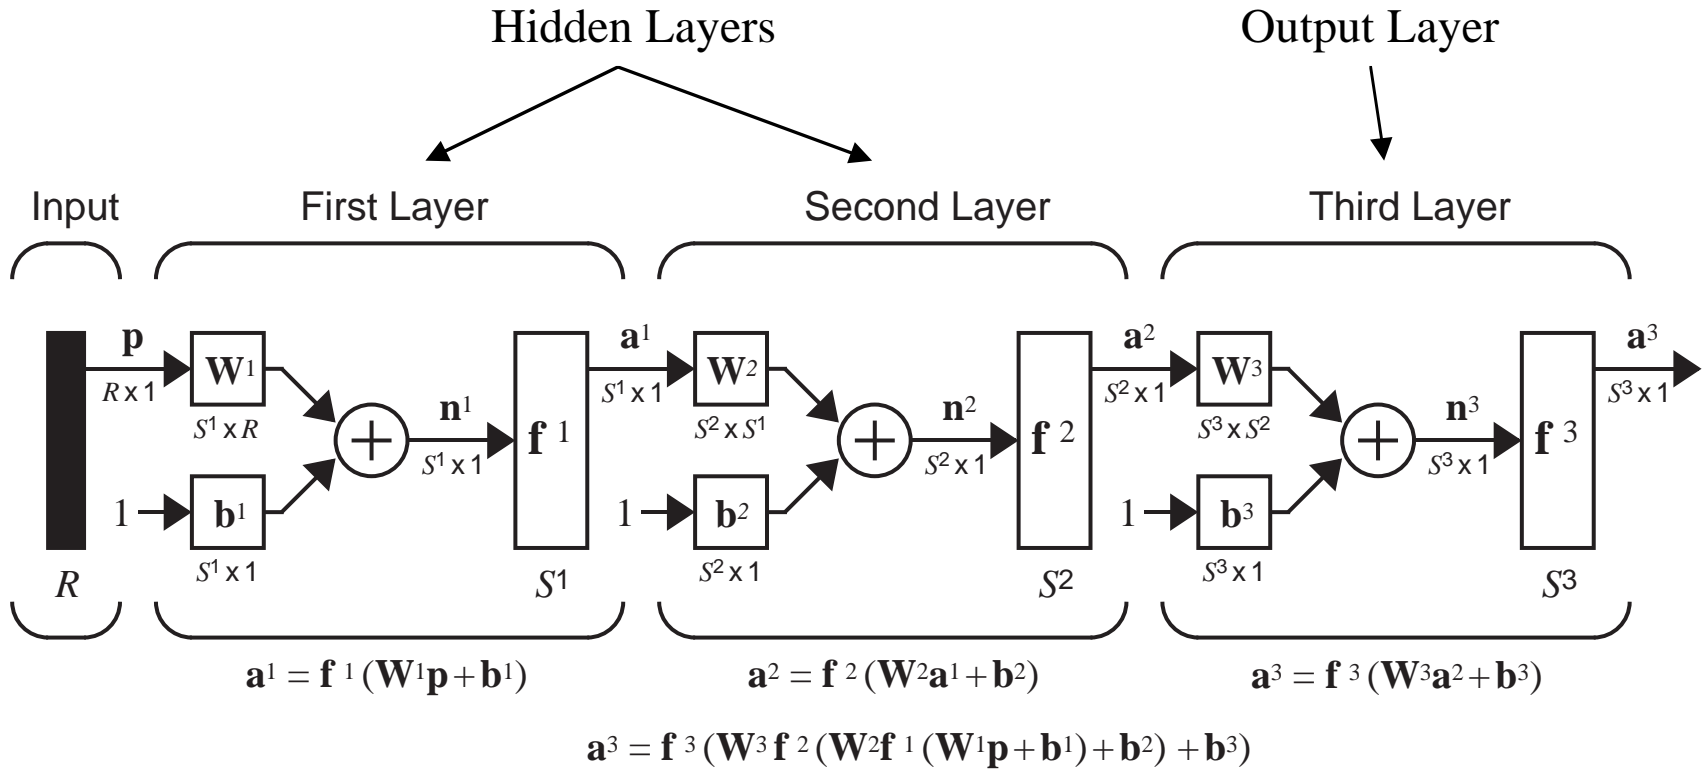 Hidden Layers Output Layer
Input First Layer Second Layer Third Layer
p a¹ a² a³
W¹ W² W³
R x 1 S¹ x 1 S² x 1 S³ x 1
n¹ n² n³
S¹ x R S² x S¹ S³ x S²
f ¹ f ² f ³
S¹ x 1 S² x 1 S³ x 1
1 b¹ 1 b² 1 b³
S¹ x 1 S² x 1 S³ x 1
R S¹ S² S³
a¹ = f ¹ (W¹p + b¹) a² = f ² (W²a¹ + b²) a³ = f ³ (W³a² + b³)
a³ = f ³ (W³ f ² (W²f ¹ (W¹p + b¹) + b²) + b³)